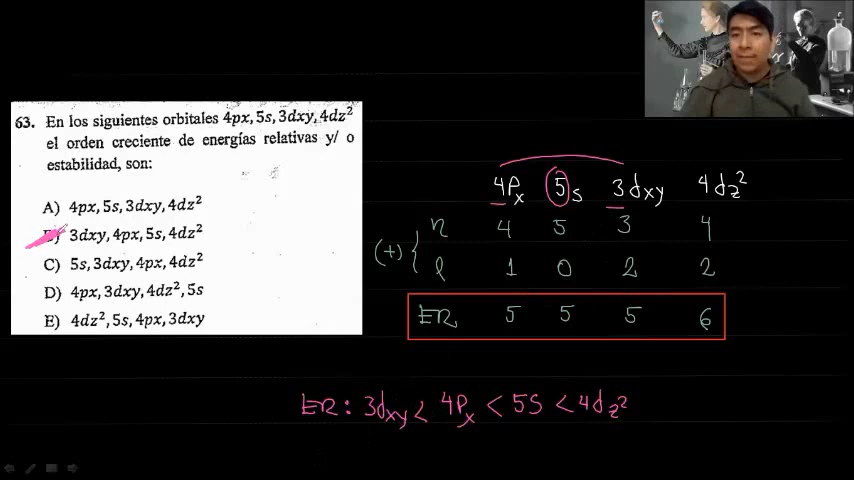 63. En los siguientes orbitales 4px, 5s, 3dxy, 4dz²
el orden creciente de energías relativas y/ o
estabilidad, son:
A) 4px, 5s, 3dxy, 4dz²
B) 3dxy, 4px, 5s, 4dz²
C) 5s, 3dxy, 4px, 4dz²
D) 4px, 3dxy, 4dz², 5s
E) 4dz², 5s, 4px, 3dxy
4Px 5s 3dxy 4dz²
n 4 5 3 4
(+) { l 1 0 2 2
ER 5 5 5 6
ER: 3dxy < 4Px < 5S < 4dz²